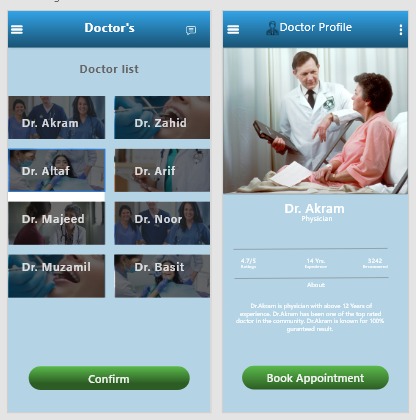 Doctor's
Doctor list
Dr. Akram
Dr. Zahid
Dr. Altaf
Dr. Arif
Dr. Majeed
Dr. Noor
Dr. Muzamil
Dr. Basit
Confirm
Doctor Profile
Dr. Akram
Physician
4.7/5
14 Yrs.
5242
Ratings
Experience
About
Dr.Akram is physician with above 12 Years of
experience. Dr.Akram has been one of the top rated
doctor in the community. Dr.Akram is known for 100%
garanteed result.
Book Appointment